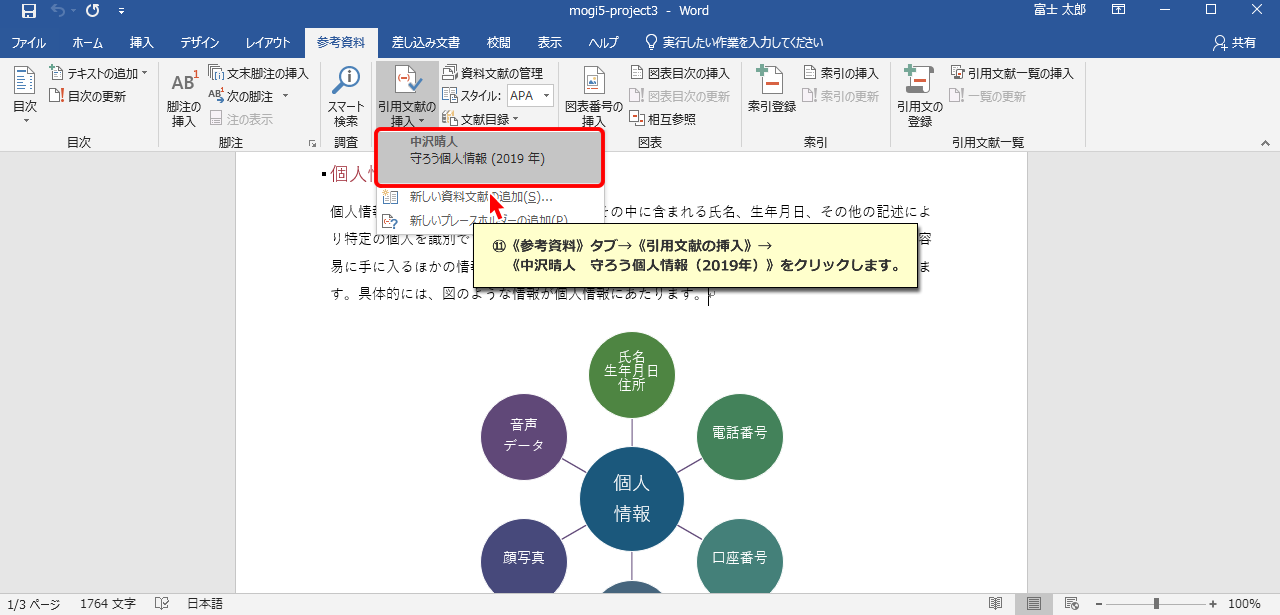 mogi5-project3 - Word
富士 太郎
ファイル
ホーム
挿入
デザイン
レイアウト
参考資料
差し込み文書
校閲
表示
ヘルプ
実行したい作業を入力してください
共有
目次
テキストの追加
目次の更新
目次
AB1
脚注の
挿入
文末脚注の挿入
AB1 次の脚注
注の表示
脚注
スマート
検索
調査
引用文献の
挿入
資料文献の管理
スタイル: APA
文献目録
図表番号の
挿入
図表目次の挿入
図表目次の更新
相互参照
図表
索引登録
索引の挿入
索引の更新
索引
引用文の
登録
引用文献一覧の挿入
一覧の更新
引用文献一覧
中沢晴人
守ろう個人情報 (2019 年)
新しい資料文献の追加(S)...
新しいプレースホルダーの追加(P)
個人情
個人情
の中に含まれる氏名、生年月日、その他の記述によ
り特定の個人を識別で
容
易に手に入るほかの情
ま
す。具体的には、図のような情報が個人情報にあたります。
⑪《参考資料》タブ→《引用文献の挿入》→
《中沢晴人 守ろう個人情報(2019年)》をクリックします。
氏名
生年月日
住所
音声
データ
電話番号
個人
情報
顔写真
口座番号
1/3 ページ
1764 文字
日本語
100%